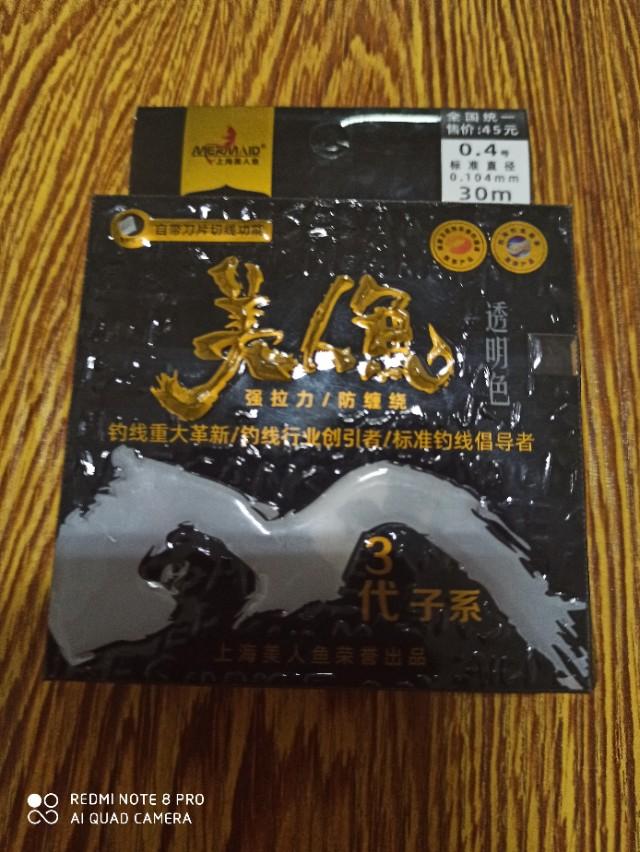 MERMAID®
上海美人鱼
全国统一
售价:45元
0.4号
标准直径
0.104mm
30m
自带刀片切线功能
美人鱼
透明色
强拉力/防缠绕
钓线重大革新/钓线行业创引者/标准钓线倡导者
3
代子系
上海美人鱼荣誉出品
REDMI NOTE 8 PRO
AI QUAD CAMERA